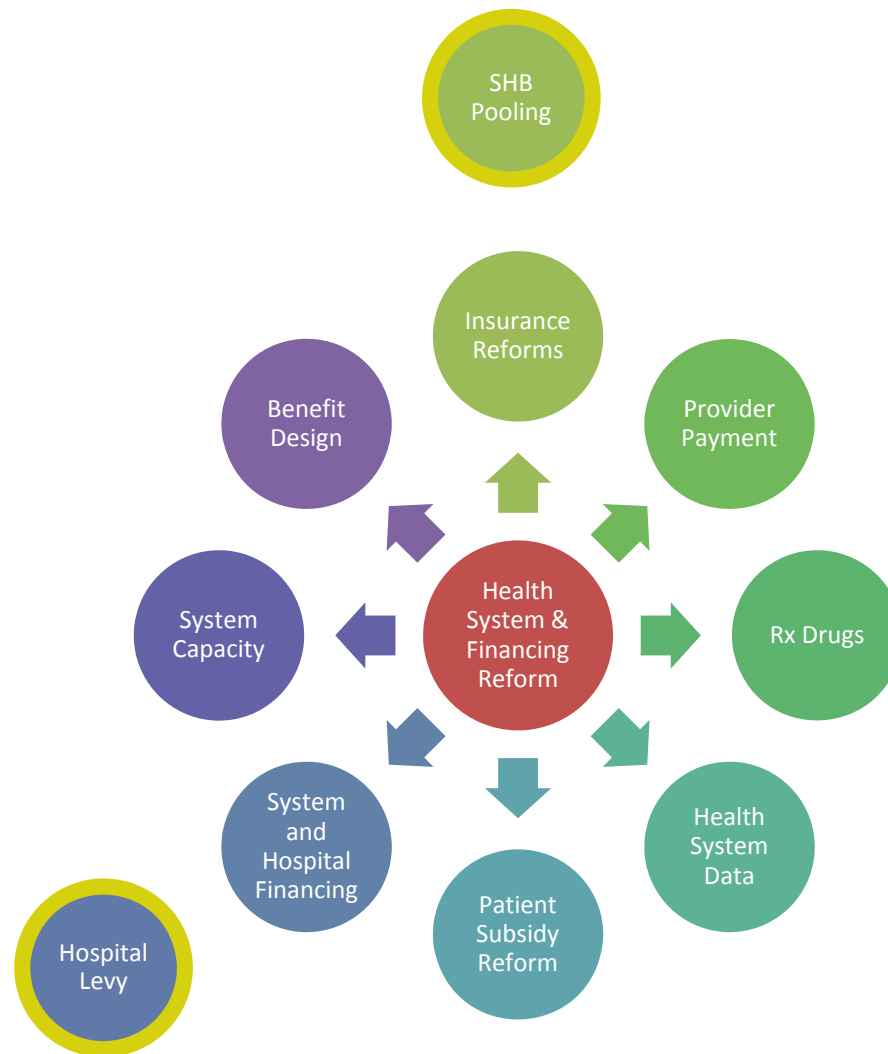 SHB
Pooling
Insurance
Reforms
Benefit
Design
Provider
Payment
System
Capacity
Health
System &
Financing
Reform
Rx Drugs
System
and
Hospital
Financing
Health
System
Data
Patient
Subsidy
Reform
Hospital
Levy